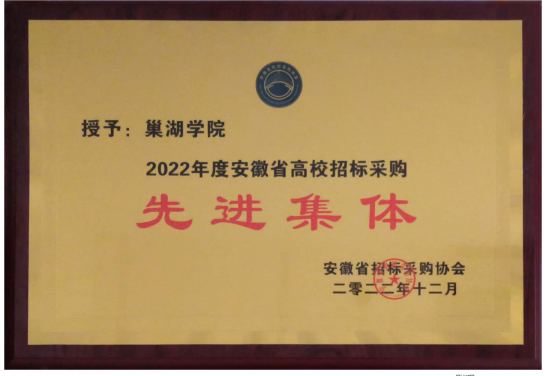 授予：巢湖学院
2022年度安徽省高校招标采购
先进集体
安徽省招标采购协会
二零二二年十二月